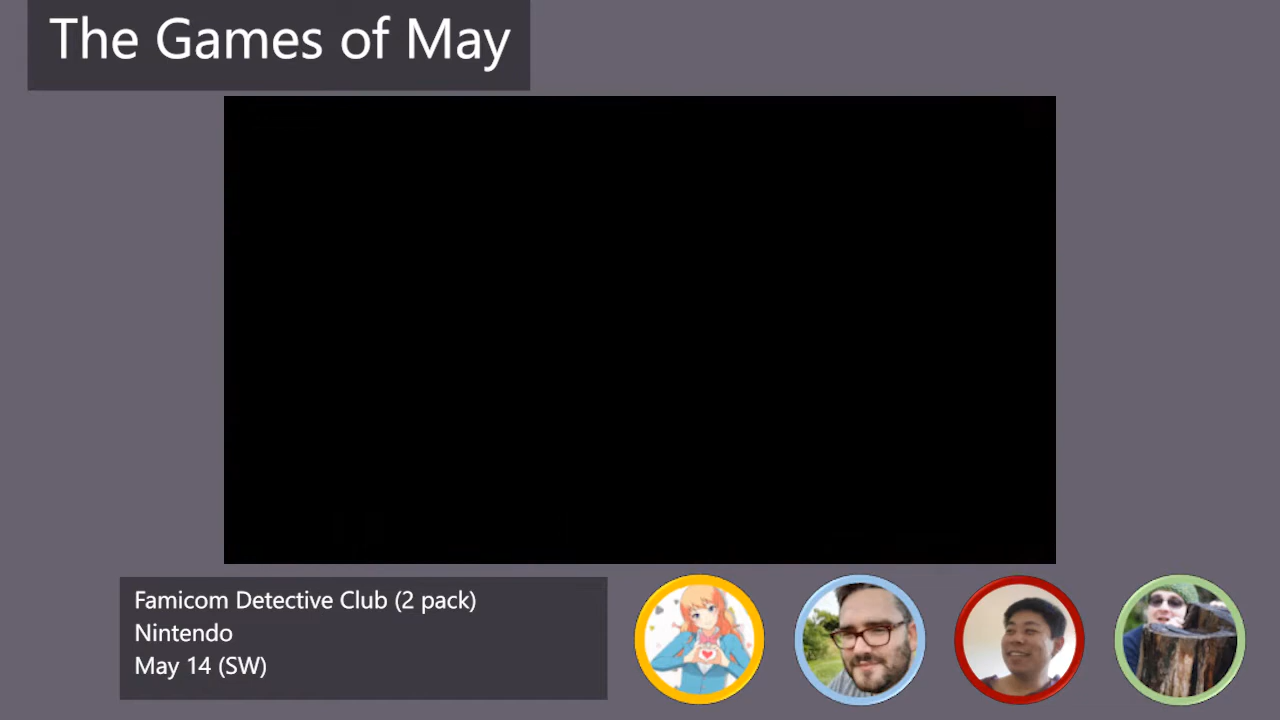 The Games of May
Famicom Detective Club (2 pack)
Nintendo
May 14 (SW)